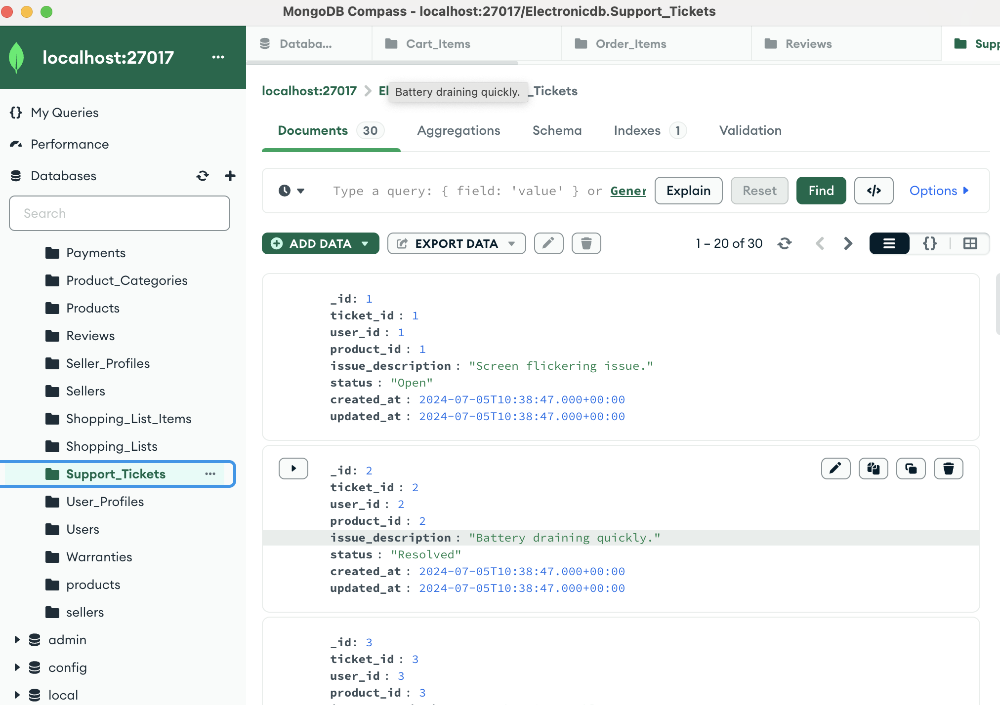 MongoDB Compass - localhost:27017/Electronicdb.Support_Tickets
localhost:27017
My Queries
Performance
Databases
Search
Payments
Product_Categories
Products
Reviews
Seller_Profiles
Sellers
Shopping_List_Items
Shopping_Lists
Support_Tickets
User_Profiles
Users
Warranties
products
sellers
admin
config
local
Databa...
Cart_Items
Order_Items
Reviews
Supp
localhost:27017 > El
Battery draining quickly.
_Tickets
Documents 30
Aggregations
Schema
Indexes 1
Validation
Type a query: { field: 'value' } or Gener
Explain
Reset
Find
</>
Options
ADD DATA
EXPORT DATA
1 – 20 of 30
{}
_id: 1
ticket_id : 1
user_id : 1
product_id : 1
issue_description : "Screen flickering issue."
status : "Open"
created_at : 2024-07-05T10:38:47.000+00:00
updated_at : 2024-07-05T10:38:47.000+00:00
_id: 2
ticket_id : 2
user_id : 2
product_id : 2
issue_description : "Battery draining quickly."
status : "Resolved"
created_at : 2024-07-05T10:38:47.000+00:00
updated_at : 2024-07-05T10:38:47.000+00:00
_id: 3
ticket_id : 3
user_id : 3
product_id : 3